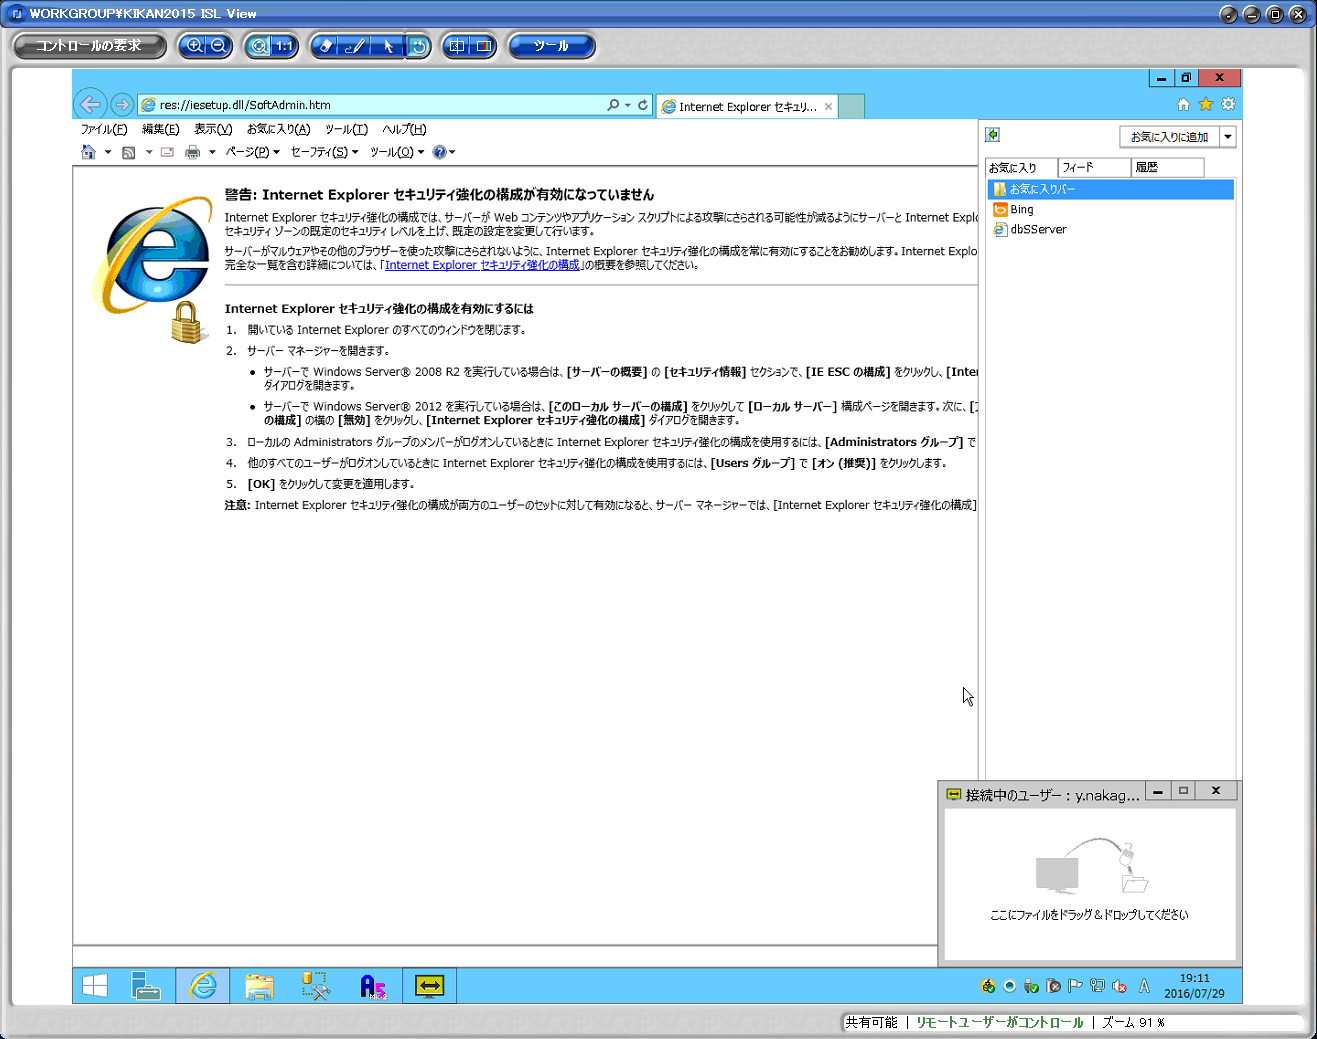 WORKGROUP¥KIKAN2015 ISL View
コントロールの要求
1:1
ツール
res://iesetup.dll/SoftAdmin.htm
Internet Explorer セキュリ...
ファイル(F) 編集(E) 表示(V) お気に入り(A) ツール(T) ヘルプ(H)
ページ(P) セーフティ(S) ツール(O)
お気に入りに追加
お気に入り フィード 履歴
お気に入りバー
Bing
dbSServer
警告: Internet Explorer セキュリティ強化の構成が有効になっていません
Internet Explorer セキュリティ強化の構成では、サーバーが Web コンテンツやアプリケーション スクリプトによる攻撃にさらされる可能性が減るようにサーバーと Internet Explo
セキュリティ ゾーンの既定のセキュリティ レベルを上げ、既定の設定を変更して行います。
サーバーがマルウェアやその他のブラウザーを使った攻撃にさらされないように、Internet Explorer セキュリティ強化の構成を常に有効にすることをお勧めします。Internet Explo
完全な一覧を含む詳細については、「Internet Explorer セキュリティ強化の構成」の概要を参照してください。
Internet Explorer セキュリティ強化の構成を有効にするには
1. 開いている Internet Explorer のすべてのウィンドウを閉じます。
2. サーバー マネージャーを開きます。
• サーバーで Windows Server® 2008 R2 を実行している場合は、[サーバーの概要] の [セキュリティ情報] セクションで、[IE ESC の構成] をクリックし、[Inter
ダイアログを開きます。
• サーバーで Windows Server® 2012 を実行している場合は、[このローカル サーバーの構成] をクリックして [ローカル サーバー] 構成ページを開きます。次に、[
の構成] の横の [無効] をクリックし、[Internet Explorer セキュリティ強化の構成] ダイアログを開きます。
3. ローカルの Administrators グループのメンバーがログオンしているときに Internet Explorer セキュリティ強化の構成を使用するには、[Administrators グループ] で
4. 他のすべてのユーザーがログオンしているときに Internet Explorer セキュリティ強化の構成を使用するには、[Users グループ] で [オン (推奨)] をクリックします。
5. [OK] をクリックして変更を適用します。
注意: Internet Explorer セキュリティ強化の構成が両方のユーザーのセットに対して有効になると、サーバー マネージャーでは、[Internet Explorer セキュリティ強化の構成]
接続中のユーザー : y.nakag...
ここにファイルをドラッグ＆ドロップしてください
A
19:11
2016/07/29
共有可能 | リモートユーザーがコントロール | ズーム 91 %